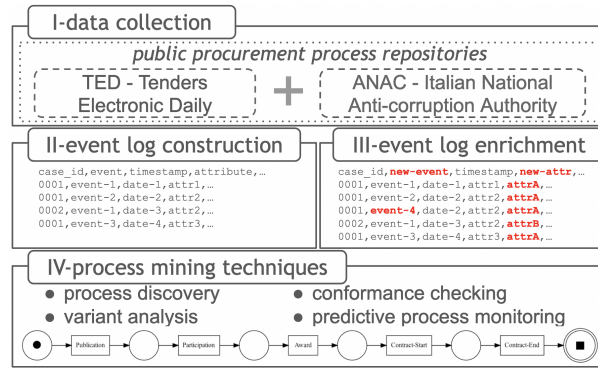 I-data collection
public procurement process repositories
TED - Tenders
Electronic Daily
+
ANAC - Italian National
Anti-corruption Authority
II-event log construction
case_id,event,timestamp,attribute,…
0001,event-1,date-1,attr1,…
0001,event-2,date-2,attr2,…
0002,event-1,date-3,attr2,…
0001,event-3,date-4,attr3,…
III-event log enrichment
case_id,new-event,timestamp,new-attr,…
0001,event-1,date-1,attr1,attrA,…
0001,event-2,date-2,attr2,attrA,…
0001,event-4,date-2,attr2,attrA,…
0002,event-1,date-3,attr2,attrB,…
0001,event-3,date-4,attr3,attrA,…
IV-process mining techniques
● process discovery
● variant analysis
● conformance checking
● predictive process monitoring
Publication
Participation
Award
Contract-Start
Contract-End